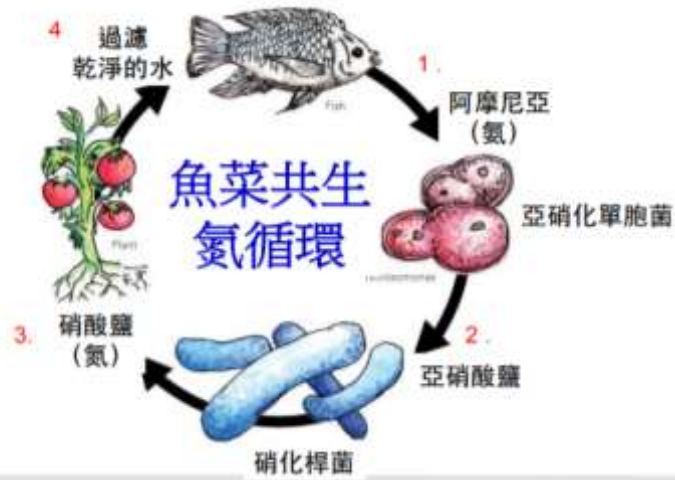 4
過濾
乾淨的水
Fish
1.
阿摩尼亞
(氨)
魚菜共生
氮循環
亞硝化單胞菌
Plant
3.
硝酸鹽
(氮)
2.
亞硝酸鹽
硝化桿菌